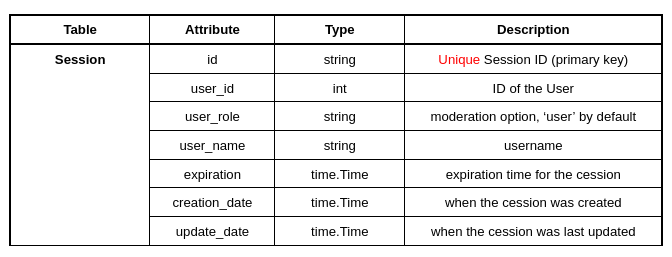 Table Attribute Type Description
Session id string Unique Session ID (primary key)
user_id int ID of the User
user_role string moderation option, ‘user’ by default
user_name string username
expiration time.Time expiration time for the cession
creation_date time.Time when the cession was created
update_date time.Time when the cession was last updated